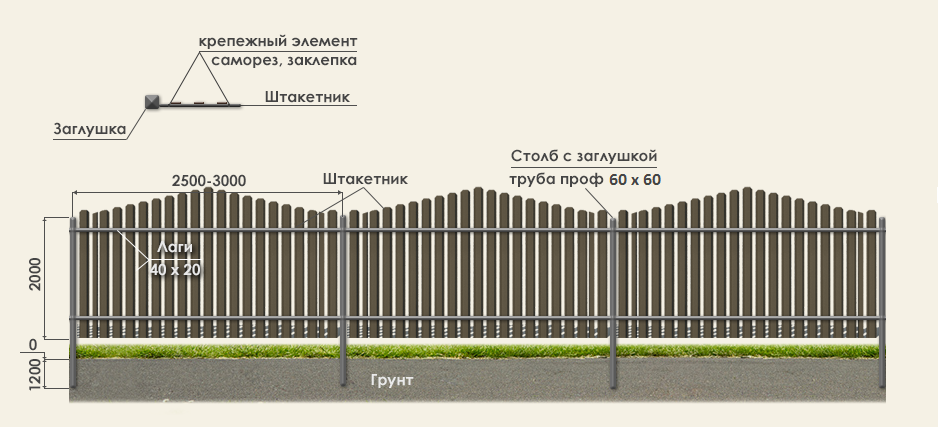 крепежный элемент
саморез, заклепка
Штакетник
Заглушка
Столб с заглушкой
труба проф 60 x 60
2500-3000
Штакетник
Лаги
40 x 20
2000
0
1200
Грунт